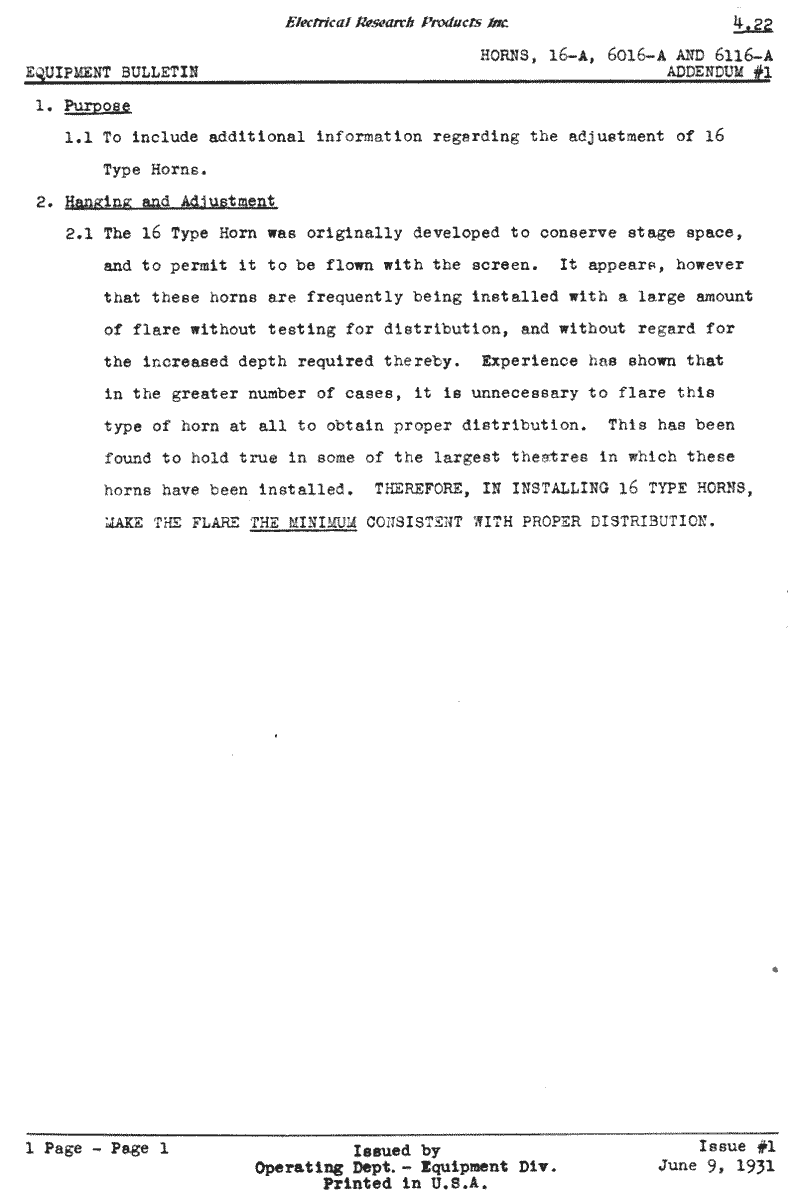 Electrical Research Products Inc.
4.22
HORNS, 16-A, 6016-A AND 6116-A
EQUIPMENT BULLETIN ADDENDUM #1
1. Purpose
1.1 To include additional information regarding the adjustment of 16
Type Horns.
2. Hanging and Adjustment
2.1 The 16 Type Horn was originally developed to conserve stage space,
and to permit it to be flown with the screen. It appears, however
that these horns are frequently being installed with a large amount
of flare without testing for distribution, and without regard for
the increased depth required thereby. Experience has shown that
in the greater number of cases, it is unnecessary to flare this
type of horn at all to obtain proper distribution. This has been
found to hold true in some of the largest theatres in which these
horns have been installed. THEREFORE, IN INSTALLING 16 TYPE HORNS,
MAKE THE FLARE THE MINIMUM CONSISTENT WITH PROPER DISTRIBUTION.
1 Page - Page 1 Issued by Issue #1
Operating Dept. - Equipment Div. June 9, 1931
Printed in U.S.A.